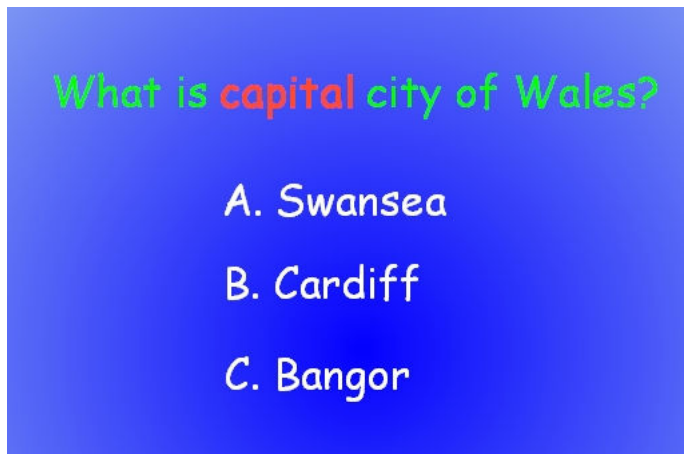 What is capital city of Wales?
A. Swansea
B. Cardiff
C. Bangor